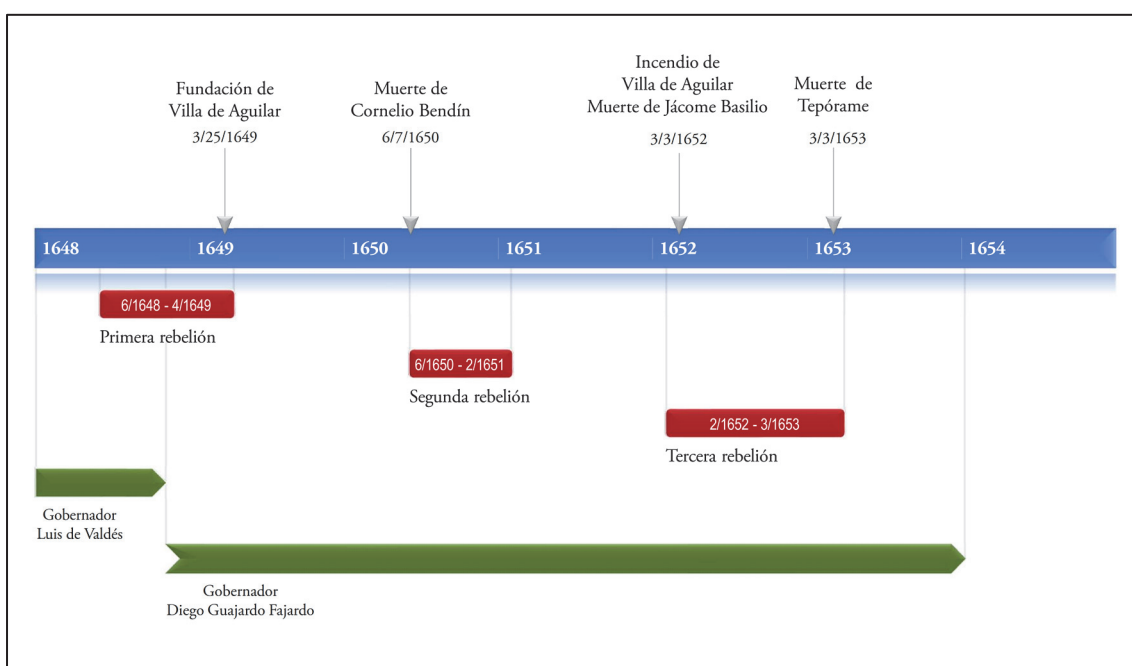 Fundación de
Villa de Aguilar
3/25/1649
Muerte de
Cornelio Bendín
6/7/1650
Incendio de
Villa de Aguilar
Muerte de Jácome Basilio
3/3/1652
Muerte de
Tepórame
3/3/1653
1648 1649 1650 1651 1652 1653 1654
6/1648 - 4/1649
Primera rebelión
6/1650 - 2/1651
Segunda rebelión
2/1652 - 3/1653
Tercera rebelión
Gobernador
Luis de Valdés
Gobernador
Diego Guajardo Fajardo